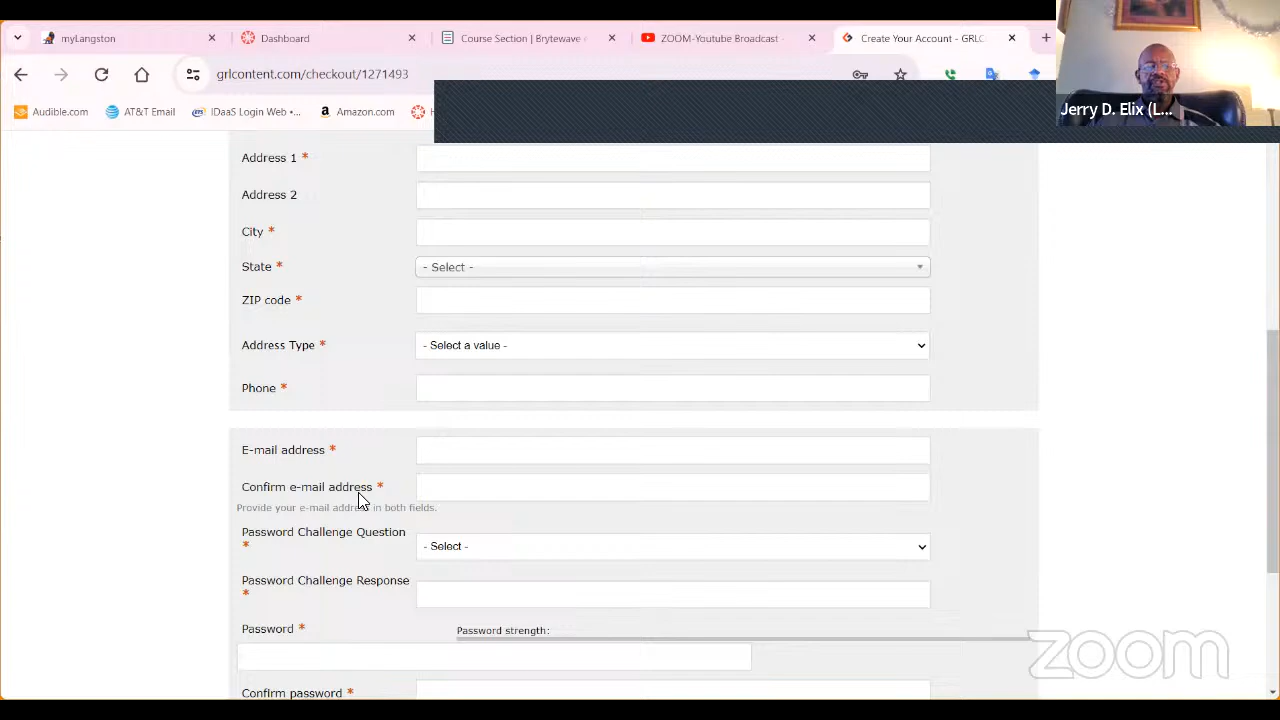 myLangston
Dashboard
Course Section | Brytewave
ZOOM-Youtube Broadcast -
Create Your Account - GRLC
grlcontent.com/checkout/1271493
Audible.com
AT&T Email
IDaaS Login Web •...
Amazon.com
H
Jerry D. Elix (L...
Address 1 *
Address 2
City *
State *
- Select -
ZIP code *
Address Type *
- Select a value -
Phone *
E-mail address *
Confirm e-mail address *
Provide your e-mail address in both fields.
Password Challenge Question
*
- Select -
Password Challenge Response
*
Password *
Password strength:
Confirm password *
zoom